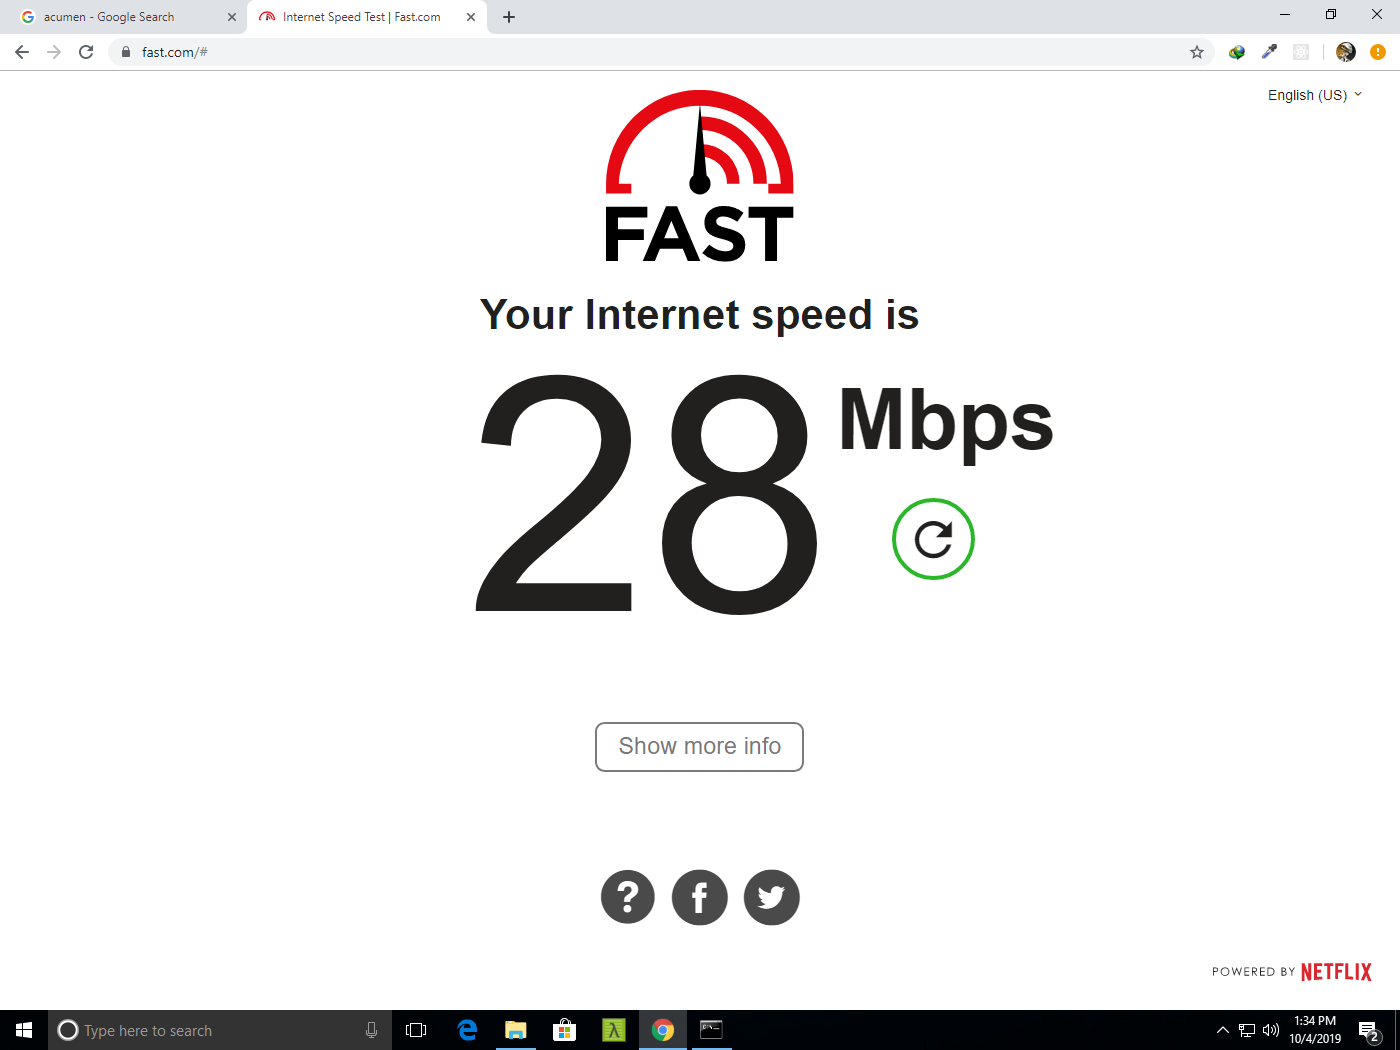 acumen - Google Search
Internet Speed Test | Fast.com
fast.com/#
English (US)
FAST
Your Internet speed is
28 Mbps
Show more info
?
f
POWERED BY NETFLIX
Type here to search
1:34 PM
10/4/2019
2